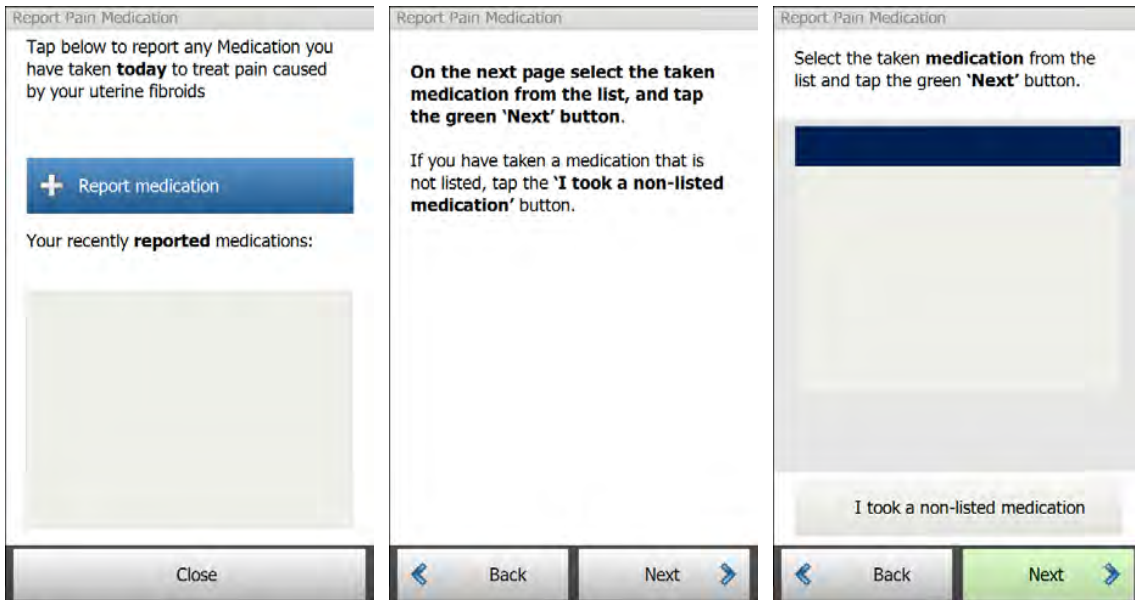 Report Pain Medication
Tap below to report any Medication you
have taken today to treat pain caused
by your uterine fibroids
Report medication
Your recently reported medications:
Close
Report Pain Medication
On the next page select the taken
medication from the list, and tap
the green ‘Next’ button.
If you have taken a medication that is
not listed, tap the ‘I took a non-listed
medication’ button.
Back
Next
Report Pain Medication
Select the taken medication from the
list and tap the green ‘Next’ button.
I took a non-listed medication
Back
Next